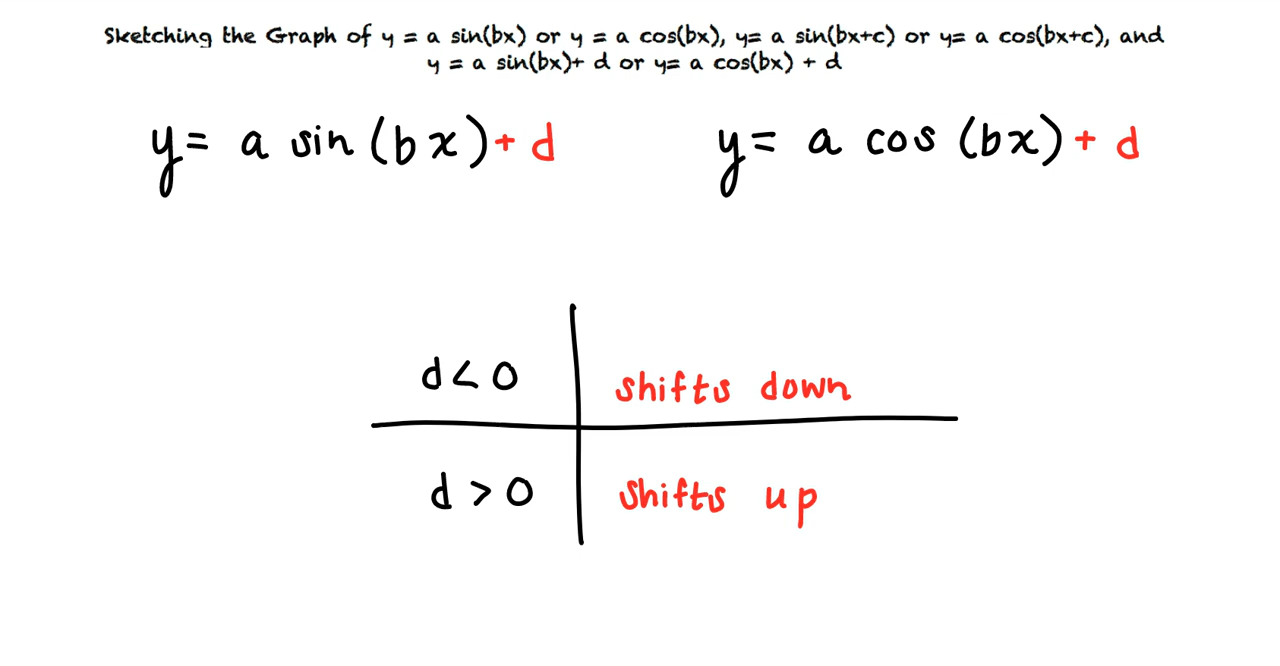 Sketching the Graph of y = a sin(bx) or y = a cos(bx), y= a sin(bx+c) or y= a cos(bx+c), and
y = a sin(bx)+ d or y= a cos(bx) + d
y= a sin (bx)+ d
y= a cos (bx)+ d
d<0 shifts down
d > 0 shifts up